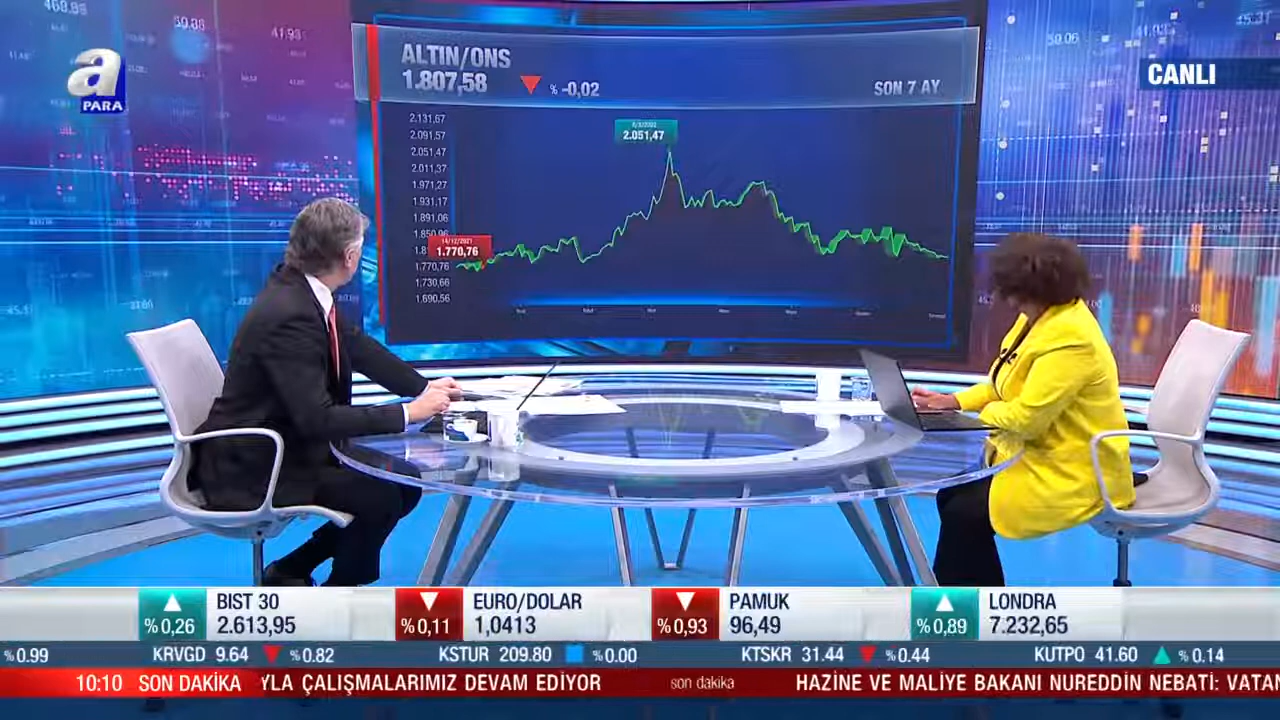 468.85
59.86
41.93
a
PARA
ALTIN/ONS
1.807,58
% -0,02
SON 7 AY
CANLI
2.131,67
2.091,57
2.051,47
2.011,37
1.971,27
1.931,17
1.891,06
1.850,96
1.770,76
1.730,66
1.690,56
2.051,47
14/12/2021
1.770,76
% 0,26
BIST 30
2.613,95
% 0,11
EURO/DOLAR
1,0413
% 0,93
PAMUK
96,49
% 0,89
LONDRA
7.232,65
%0.99 KRVGD 9.64 %0.82 KSTUR 209.80 %0.00 KTSKR 31.44 %0.44 KUTPO 41.60 %0.14
10:10 SON DAKİKA YLA ÇALIŞMALARIMIZ DEVAM EDİYOR son dakika HAZİNE VE MALİYE BAKANI NUREDDİN NEBATİ: VATAN